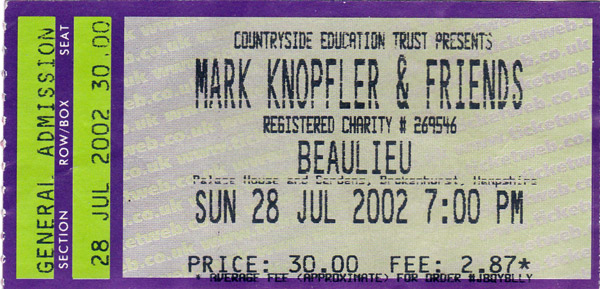 GENERAL ADMISSION
SECTION ROW/BOX SEAT
28 JUL 2002 30.00
COUNTRYSIDE EDUCATION TRUST PRESENTS
MARK KNOPFLER & FRIENDS
REGISTERED CHARITY # 269546
BEAULIEU
Palace House and Gardens, Brokenhurst, Hampshire
SUN 28 JUL 2002 7:00 PM
PRICE: 30.00 FEE: 2.87*
* AVERAGE FEE (APPROXIMATE) FOR ORDER #JBOYBLLY